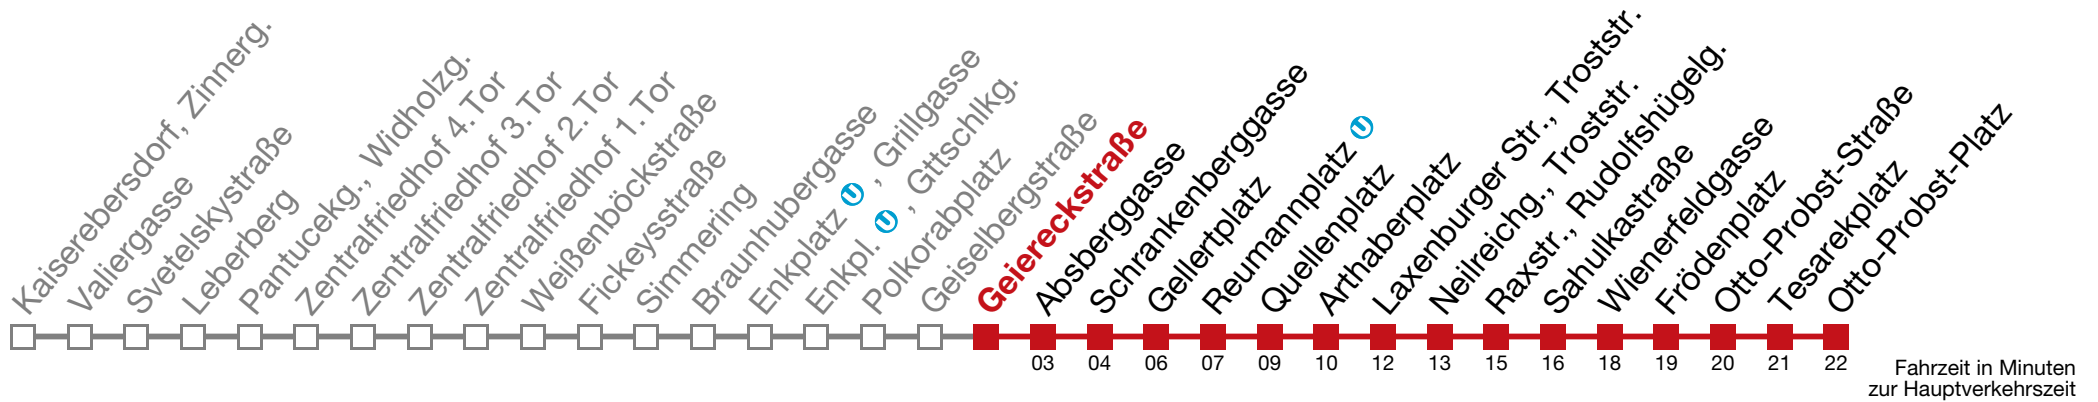 Kaiserebersdorf, Zinnerg.
Valiergasse
Svetelskystraße
Leberberg
Pantucekg., Widholzg.
Zentralfriedhof 4.Tor
Zentralfriedhof 3.Tor
Zentralfriedhof 2.Tor
Zentralfriedhof 1.Tor
Weißenböckstraße
Fickeysstraße
Simmering
Braunhubergasse
Enkplatz U , Grillgasse
Enkpl. U , Gttschlkg.
Polkorabplatz
Geiselbergstraße
Geiereckstraße
Absberggasse
Schrankenberggasse
Gellertplatz
Reumannplatz U
Quellenplatz
Arthaberplatz
Laxenburger Str., Troststr.
Neilreichg., Troststr.
Raxstr., Rudolfshügelg.
Sahulkastraße
Wienerfeldgasse
Frödenplatz
Otto-Probst-Straße
Tesarekplatz
Otto-Probst-Platz
03 04 06 07 09 10 12 13 15 16 18 19 20 21 22
Fahrzeit in Minuten
zur Hauptverkehrszeit